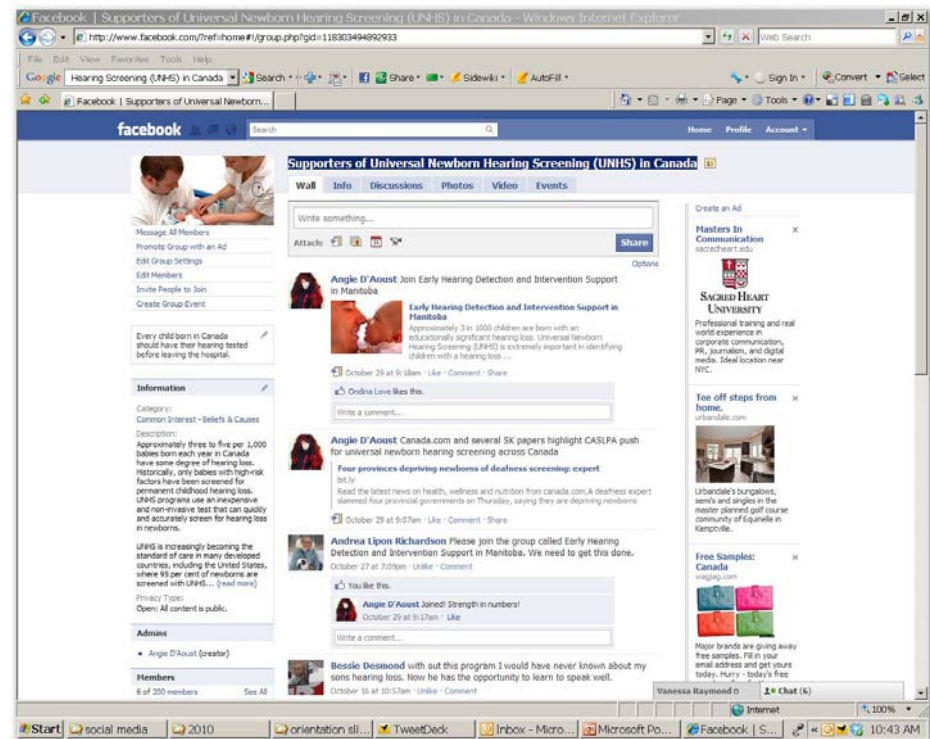 Facebook | Supporters of Universal Newborn Hearing Screening (UNHS) in Canada - Windows Internet Explorer
http://www.facebook.com/?ref=home#!/group.php?gid=118303494892933
Web Search
File Edit View Favorites Tools Help
Google Hearing Screening (UNHS) in Canada Search Share Sidewiki AutoFill Sign In Convert Select
Facebook | Supporters of Universal Newborn...
Page Tools
facebook Search Home Profile Account
Supporters of Universal Newborn Hearing Screening (UNHS) in Canada
Wall Info Discussions Photos Video Events
Write something...
Attach:
Share
Options
Message All Members
Promote Group with an Ad
Edit Group Settings
Edit Members
Invite People to Join
Create Group Event
Every child born in Canada
should have their hearing tested
before leaving the hospital.
Information
Category:
Common Interest - Beliefs & Causes
Description:
Approximately three to five per 1,000
babies born each year in Canada
have some degree of hearing loss.
Historically, only babies with high-risk
factors have been screened for
permanent childhood hearing loss.
UNHS programs use an inexpensive
and non-invasive test that can quickly
and accurately screen for hearing loss
in newborns.
UNHS is increasingly becoming the
standard of care in many developed
countries, including the United States,
where 95 per cent of newborns are
screened with UNHS... (read more)
Privacy Type:
Open: All content is public.
Admins
Angie D'Aoust (creator)
Members
6 of 200 members See All
Angie D'Aoust Join Early Hearing Detection and Intervention Support
in Manitoba
Early Hearing Detection and Intervention Support in
Manitoba
Approximately 3 in 1000 children are born with an
educationally significant hearing loss. Universal Newborn
Hearing Screening (UNHS) is extremely important in identifying
children with a hearing loss ...
October 29 at 9:18am · Like · Comment · Share
Ondina Love likes this.
Write a comment...
Angie D'Aoust Canada.com and several SK papers highlight CASLPA push
for universal newborn hearing screening across Canada
Four provinces depriving newborns of deafness screening: expert
bit.ly
Read the latest news on health, wellness and nutrition from canada.com,A deafness expert
slammed four provincial governments on Thursday, saying they are depriving newborns
October 29 at 9:07am · Like · Comment · Share
Andrea Lipon Richardson Please join the group called Early Hearing
Detection and Intervention Support in Manitoba. We need to get this done.
October 27 at 7:09pm · Unlike · Comment
You like this.
Angie D'Aoust Joined! Strength in numbers!
October 29 at 9:17am · Like
Write a comment...
Bessie Desmond with out this program I would have never known about my
sons hearing loss. Now he has the opportunity to learn to speak well.
October 16 at 10:57am · Unlike · Comment
Create an Ad
Masters In
Communication
sacredheart.edu
SACRED HEART
UNIVERSITY
Professional training and real
world experience in
corporate communication,
PR, journalism, and digital
media. Ideal location near
NYC.
Tee off steps from
home.
urbandale.com
Urbandale's bungalows,
semi's and singles in the
master planned golf course
community of Equinelle in
Kemptville.
Free Samples:
Canada
wagjag.com
Major brands are giving away
free samples. Fill in your
email address and get yours
today. Hurry - today's free
Vanessa Raymond
Chat (6)
Internet 100%
Start social media 2010 orientation sli... TweetDeck Inbox - Micro... Microsoft Po... Facebook | S... 10:43 AM